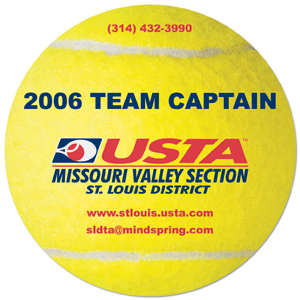 (314) 432-3990
2006 TEAM CAPTAIN
USTA™
MISSOURI VALLEY SECTION
ST. LOUIS DISTRICT
www.stlouis.usta.com
sldta@mindspring.com